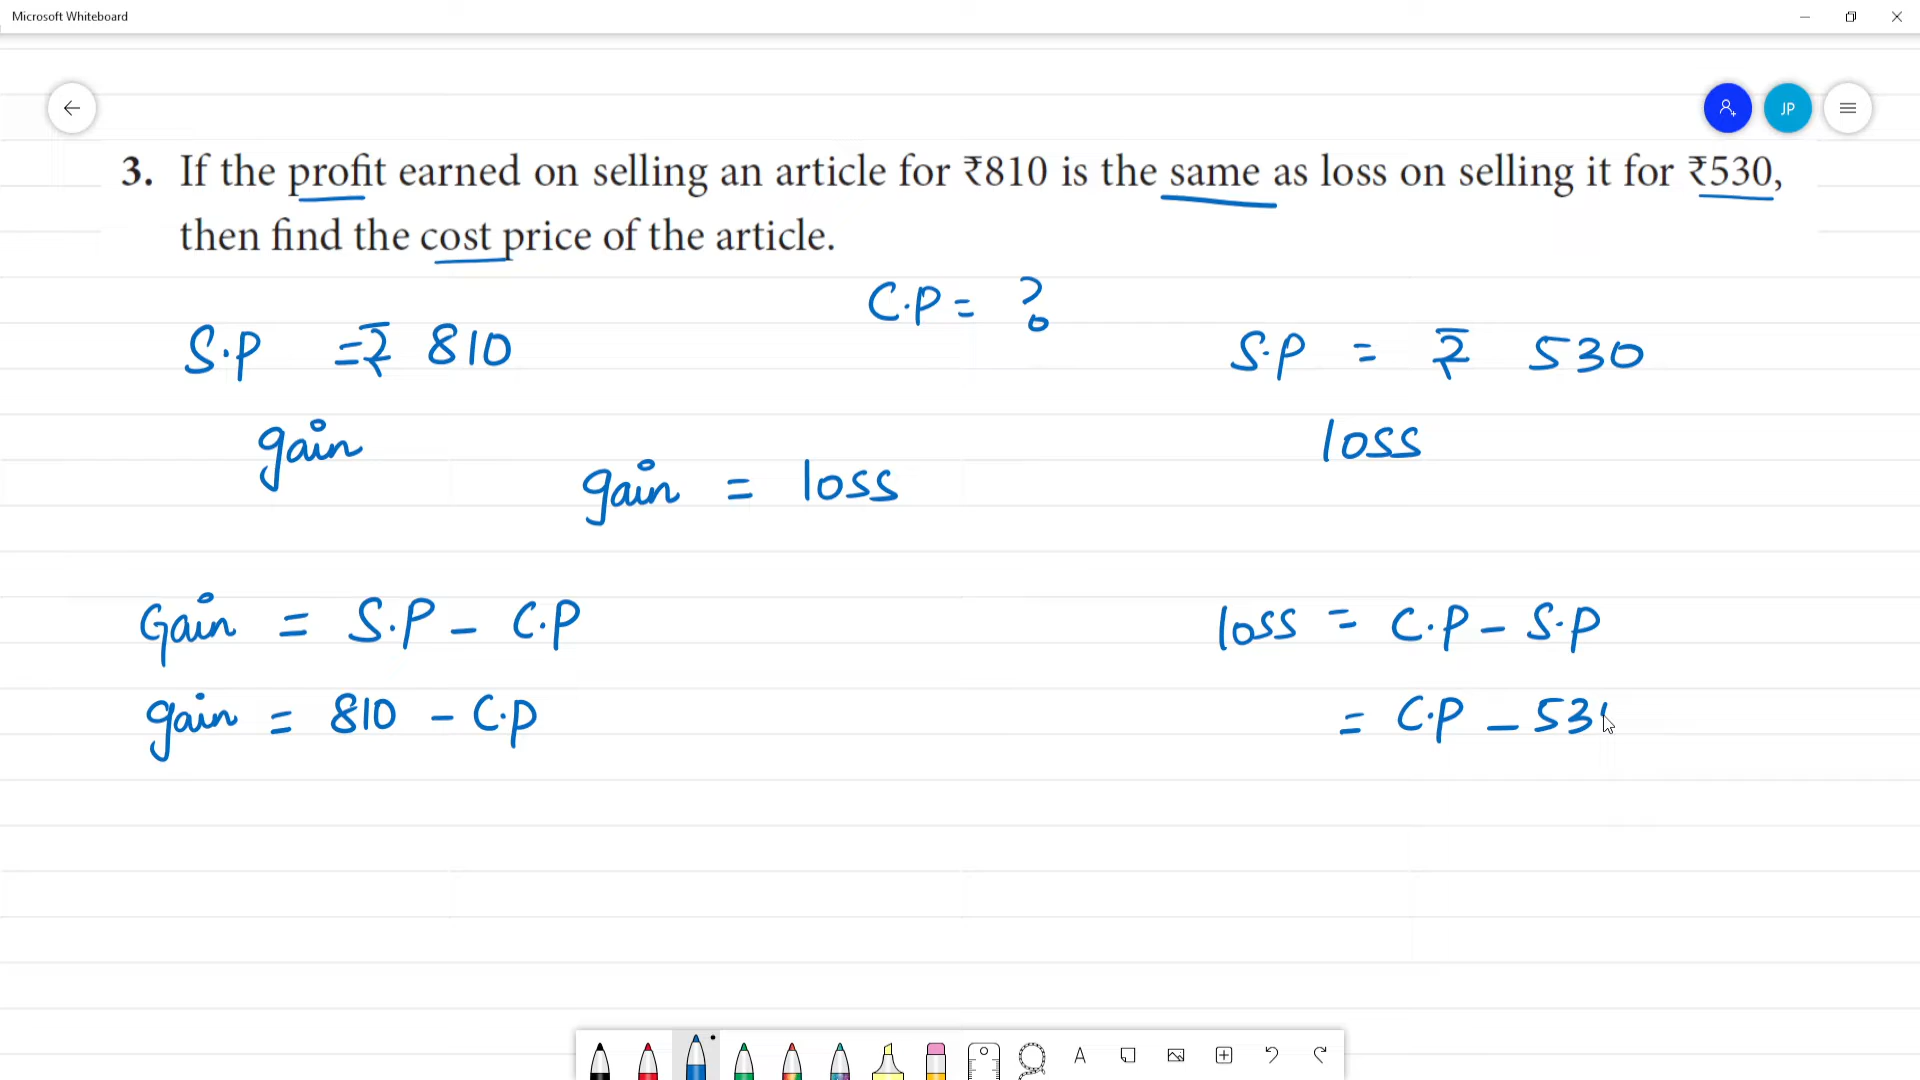 Microsoft Whiteboard
JP
3. If the profit earned on selling an article for ₹810 is the same as loss on selling it for ₹530,
then find the cost price of the article.
C.P = ?
S.P = ₹ 810
S.P = ₹ 530
gain
loss
gain = loss
Gain = S.P - C.P
loss = C.P - S.P
gain = 810 - C.P
= C.P - 53
A